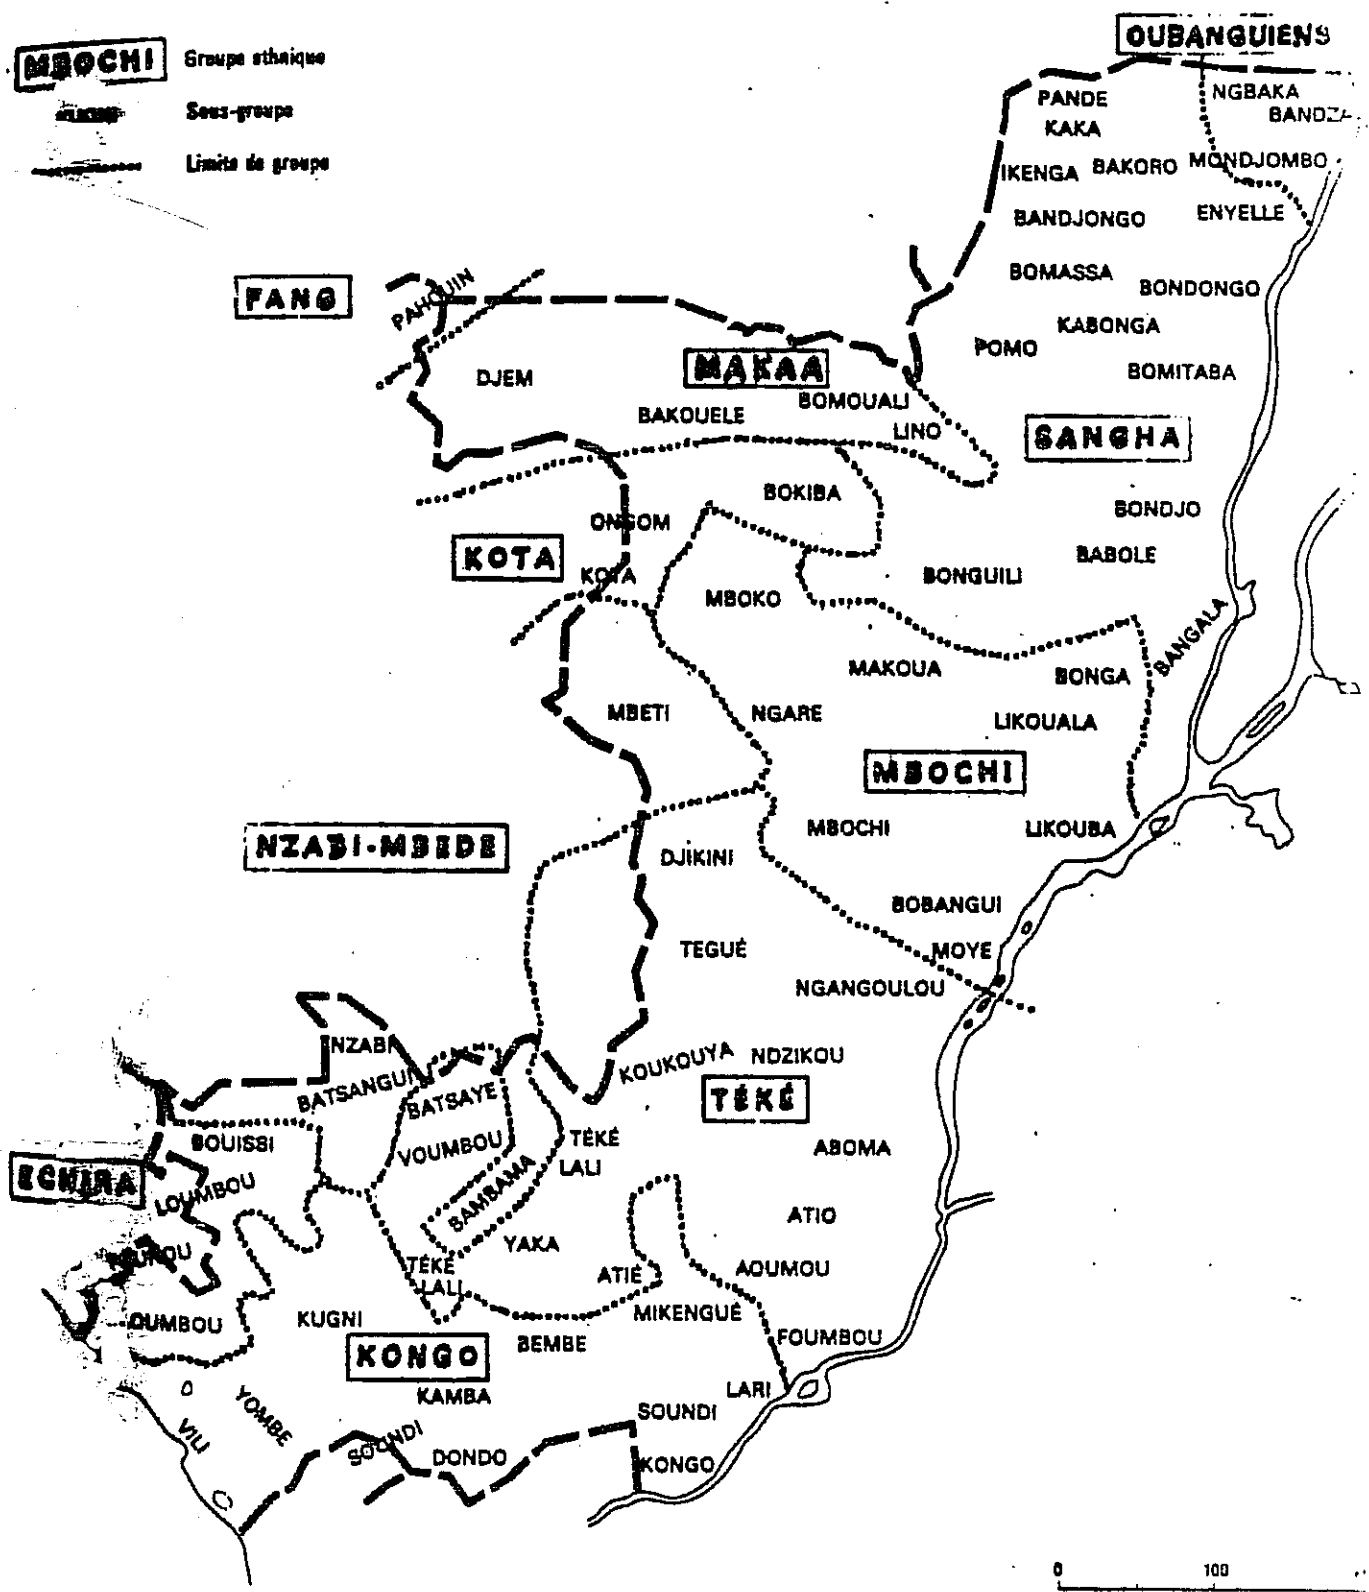 OUBANGUIENS
MBOCHI Groupe ethnique
Sous-groupe
Limite de groupe
PANDE
NGBAKA
BANDZA
KAKA
IKENGA
BAKORO
MONDJOMBO
BANDJONGO
ENYELLE
BOMASSA
BONDONGO
FANG
PAHOUIN
KABONGA
POMO
BOMITABA
DJEM
MAKAA
BOMOUALI
BAKOUELE
LINO
SANGHA
BOKIBA
BONDJO
ONGOM
KOTA
BABOLE
KOTA
BONGUILI
MBOKO
BANGALA
MAKOUA
BONGA
MBETI
NGARE
LIKOUALA
MBOCHI
MBOCHI
LIKOUBA
NZABI-MBEDE
DJIKINI
BOBANGUI
TEGUÉ
MOYE
NGANGOULOU
NZABI
KOUKOUYA
NDZIKOU
BATSANGUI
BATSAYE
TÉKÉ
BOUISSI
VOUMBOU
TÉKÉ
LALI
ABOMA
ECHIRA
LOUMBOU
BAMBAMA
ATIO
YAKA
TÉKÉ
LALI
ATIÉ
AOUMOU
OUMBOU
KUGNI
MIKENGUÉ
BEMBE
FOUMBOU
KONGO
KAMBA
LARI
YOMBE
VILI
SOUNDI
SOUNDI
DONDO
KONGO
0 100